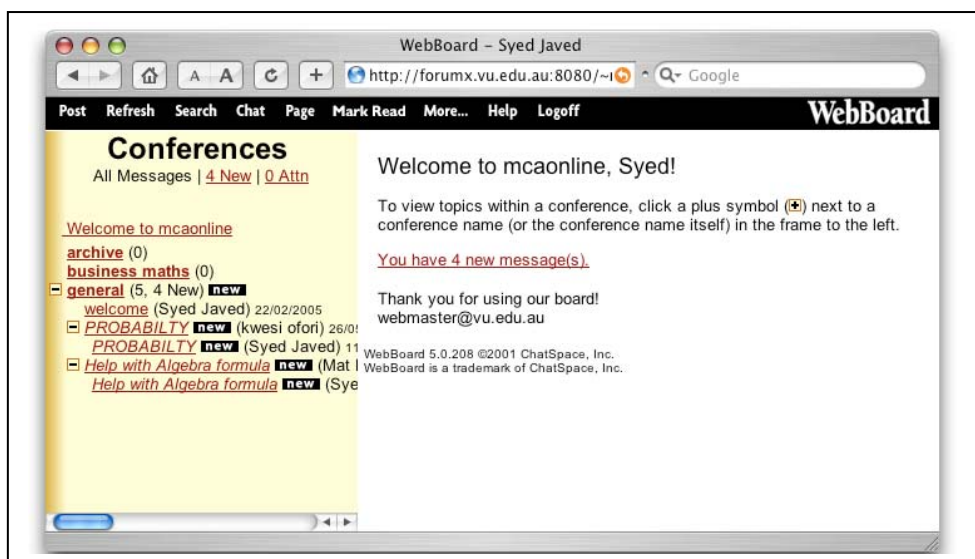 WebBoard – Syed Javed
A A
http://forumx.vu.edu.au:8080/~
Google
Post Refresh Search Chat Page Mark Read More... Help Logoff
WebBoard
Conferences
All Messages | 4 New | 0 Attn
Welcome to mcaonline
archive (0)
business maths (0)
general (5, 4 New) new
welcome (Syed Javed) 22/02/2005
PROBABILTY new (kwesi ofori) 26/0
PROBABILTY new (Syed Javed) 11
Help with Algebra formula new (Mat
Help with Algebra formula new (Sye
Welcome to mcaonline, Syed!
To view topics within a conference, click a plus symbol (+) next to a
conference name (or the conference name itself) in the frame to the left.
You have 4 new message(s).
Thank you for using our board!
webmaster@vu.edu.au
WebBoard 5.0.208 ©2001 ChatSpace, Inc.
WebBoard is a trademark of ChatSpace, Inc.